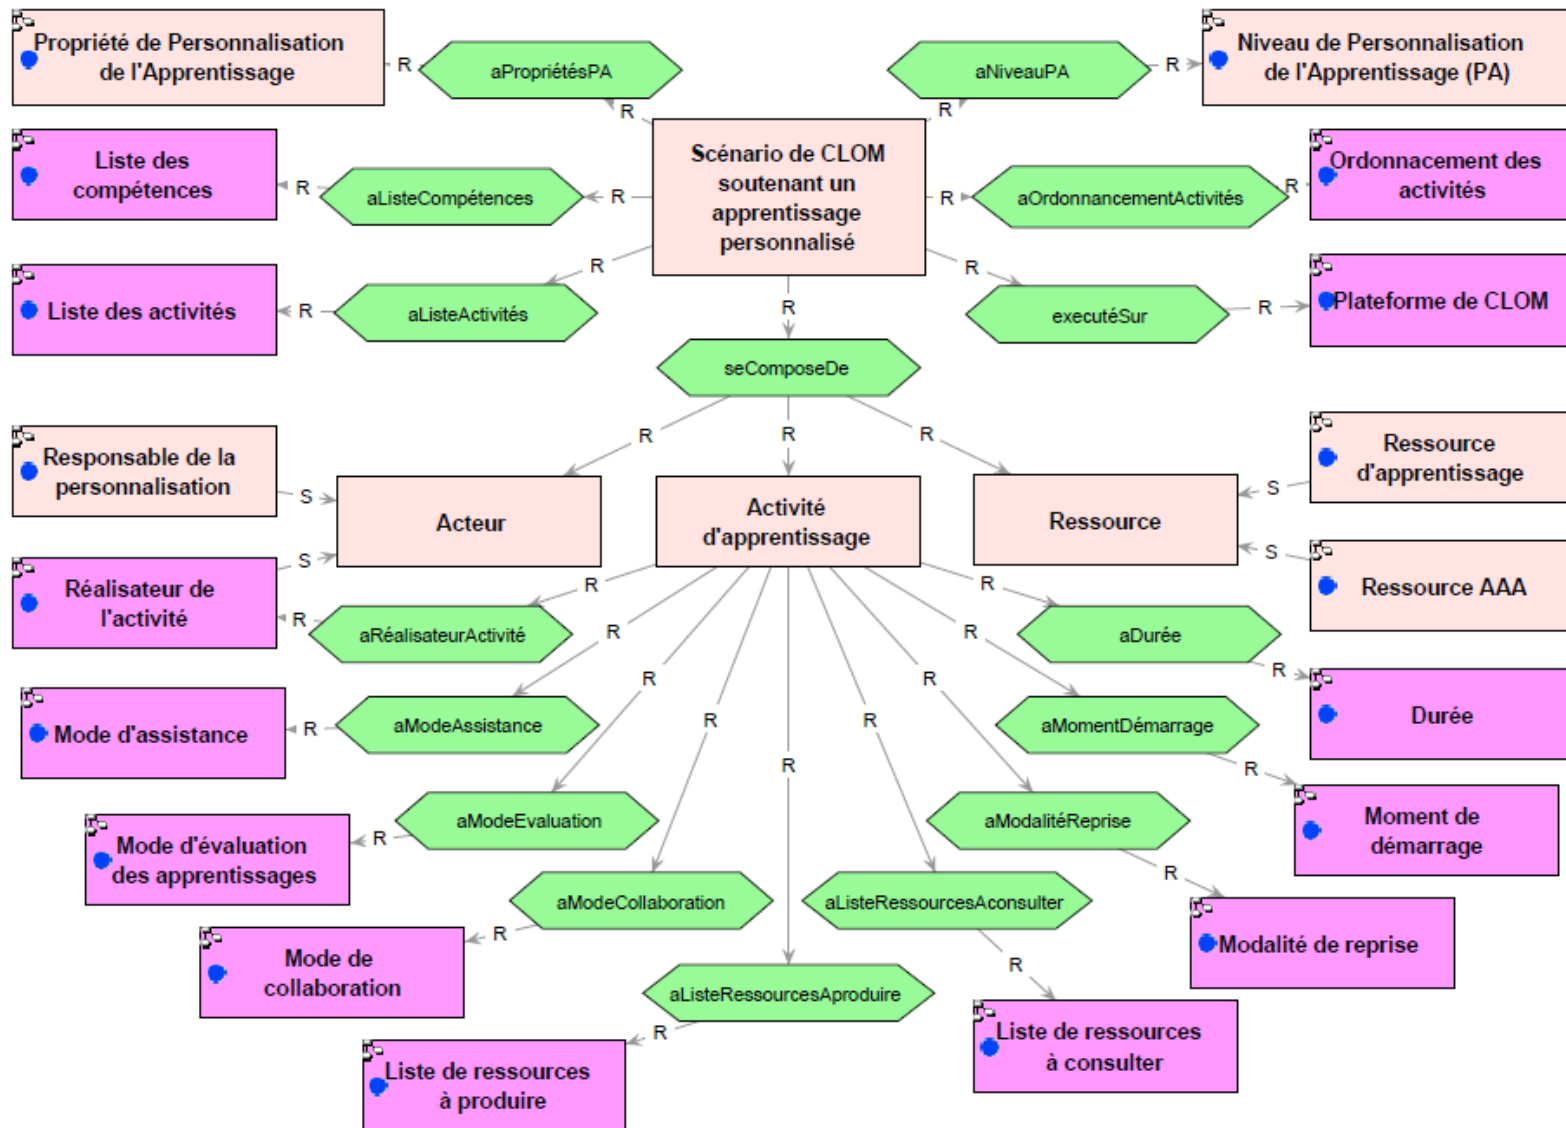 Propriété de Personnalisation
de l'Apprentissage
R
aPropriétésPA
R
aNiveauPA
R
Niveau de Personnalisation
de l'Apprentissage (PA)
R
Scénario de CLOM
soutenant un
apprentissage
personnalisé
Liste des
compétences
R
aListeCompétences
R
R
aOrdonnancementActivités
R
Ordonnacement des
activités
Liste des activités
R
aListeActivités
R
R
R
executéSur
R
Plateforme de CLOM
seComposeDe
R
R
R
Responsable de la
personnalisation
S
Acteur
Activité
d'apprentissage
Ressource
S
Ressource
d'apprentissage
S
Ressource AAA
Réalisateur de
l'activité
S
R
aRéalisateurActivité
R
R
aDurée
R
Durée
Mode d'assistance
R
aModeAssistance
R
R
aMomentDémarrage
R
Moment de
démarrage
Mode d'évaluation
des apprentissages
R
aModeEvaluation
R
R
aModalitéReprise
R
Modalité de reprise
Mode de
collaboration
R
aModeCollaboration
R
R
aListeRessourcesAconsulter
R
Liste de ressources
à consulter
R
aListeRessourcesAproduire
R
Liste de ressources
à produire